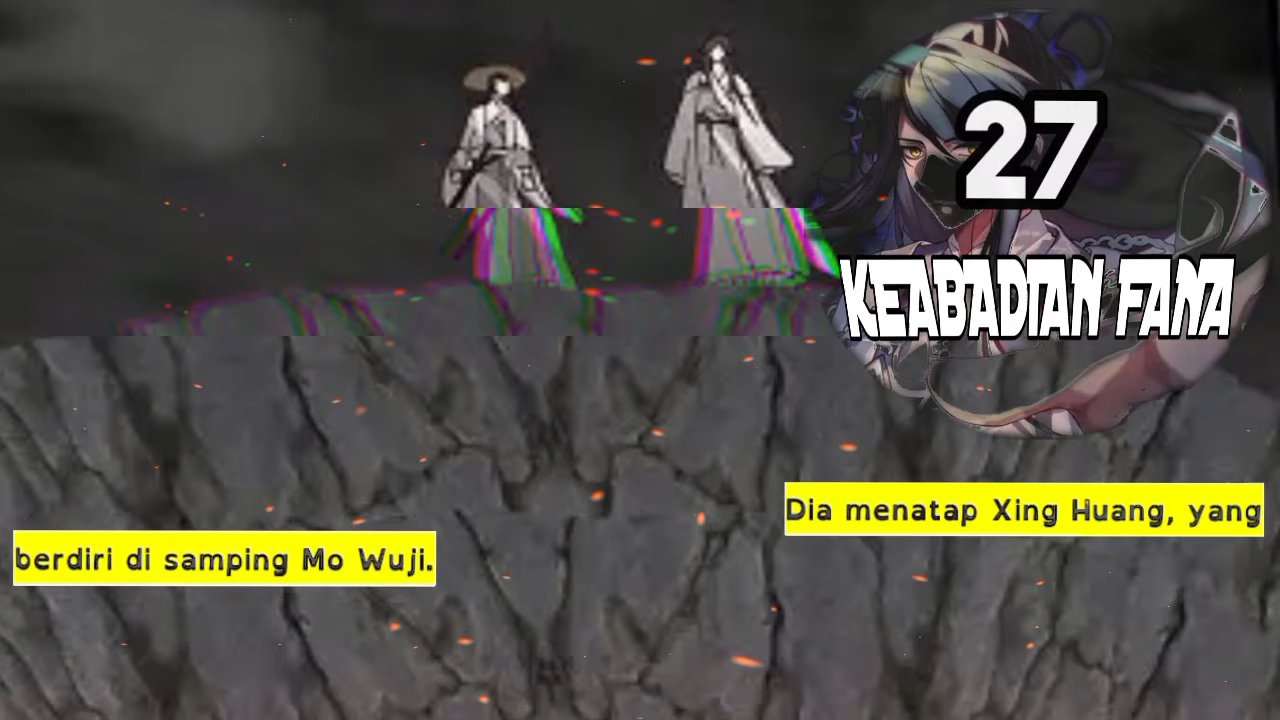 27
KEABADIAN FANA
Dia menatap Xing Huang, yang
berdiri di samping Mo Wuji.